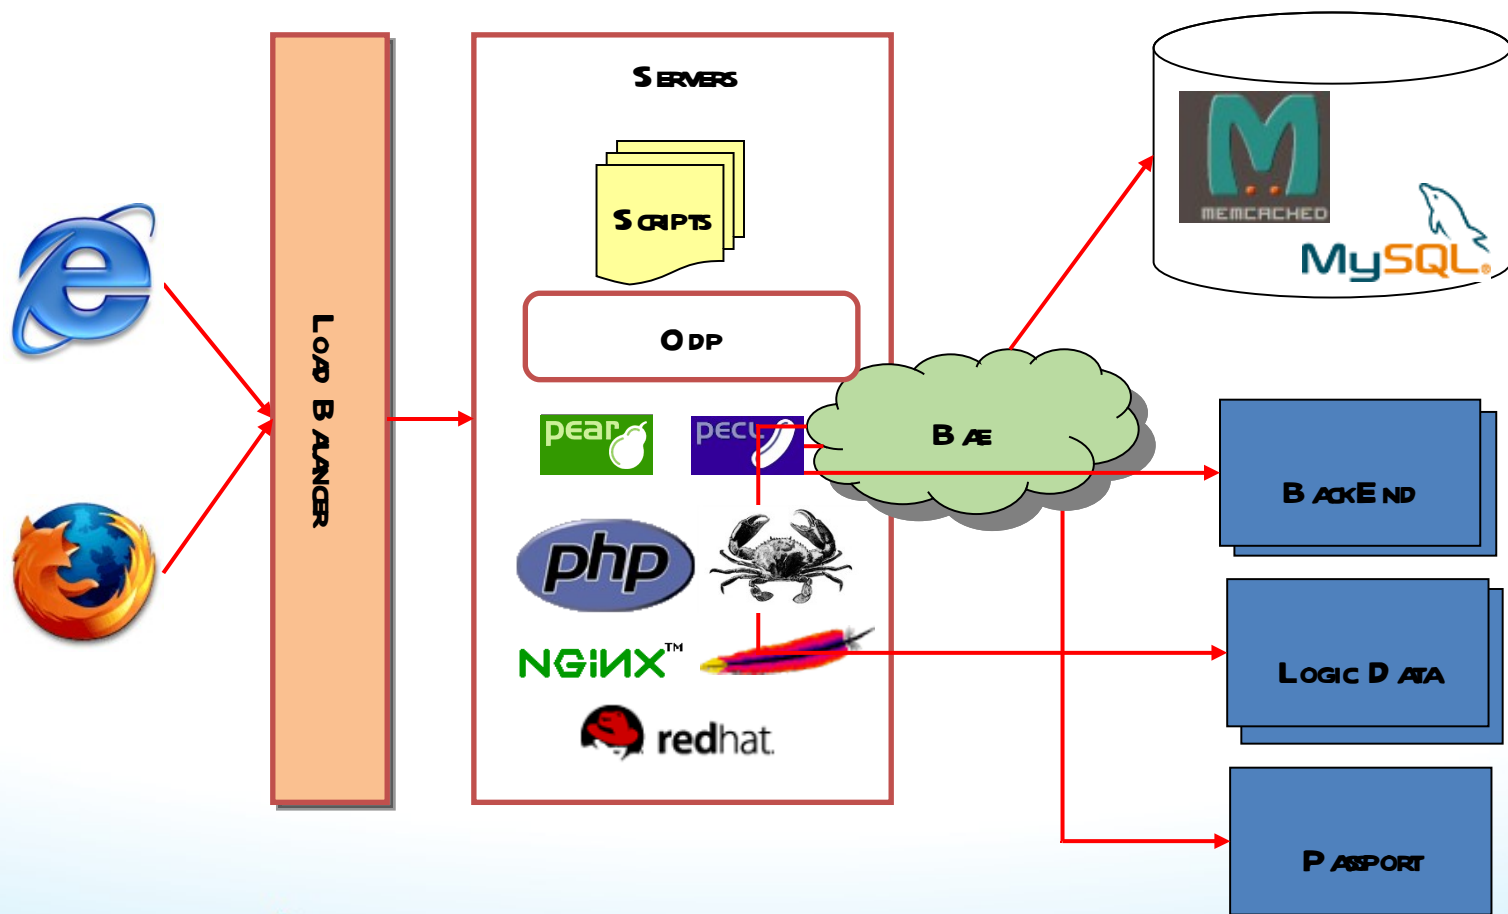 SERVERS
SCRIPTS
LOAD BALANCER
ODP
pear
PECL
BAE
php
NGiNX™
redhat.
MEMCACHED
MySQL®
BACKEND
LOGIC DATA
PASSPORT